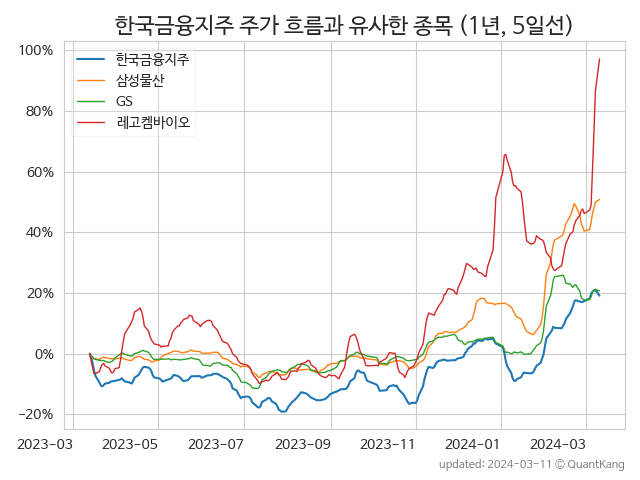 한국금융지주 주가 흐름과 유사한 종목 (1년, 5일선)
한국금융지주
삼성물산
GS
레고켐바이오
100%
80%
60%
40%
20%
0%
−20%
2023-03 2023-05 2023-07 2023-09 2023-11 2024-01 2024-03
updated: 2024-03-11 © QuantKang